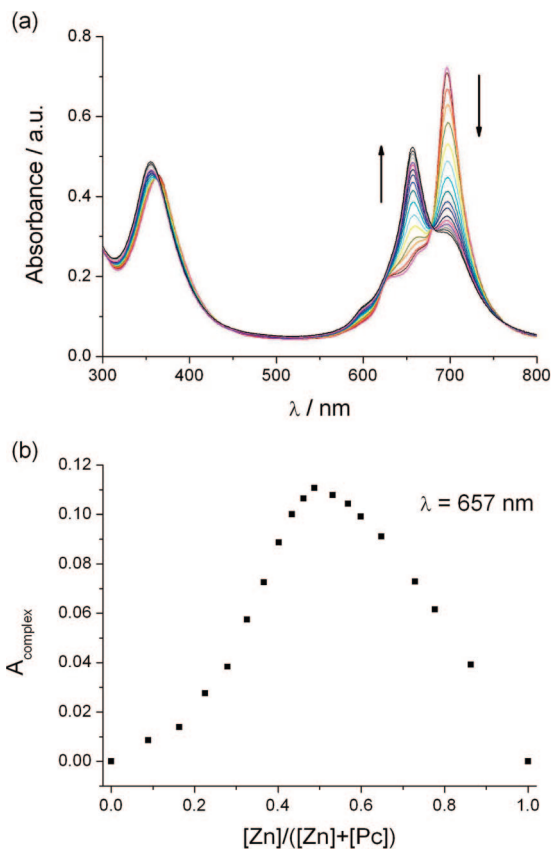 (a)
0.8
0.6
0.4
0.2
0.0
Absorbance / a.u.
300 400 500 600 700 800
λ / nm
(b)
0.12
0.10
0.08
0.06
0.04
0.02
0.00
A complex
λ = 657 nm
0.0 0.2 0.4 0.6 0.8 1.0
[Zn]/([Zn]+[Pc])